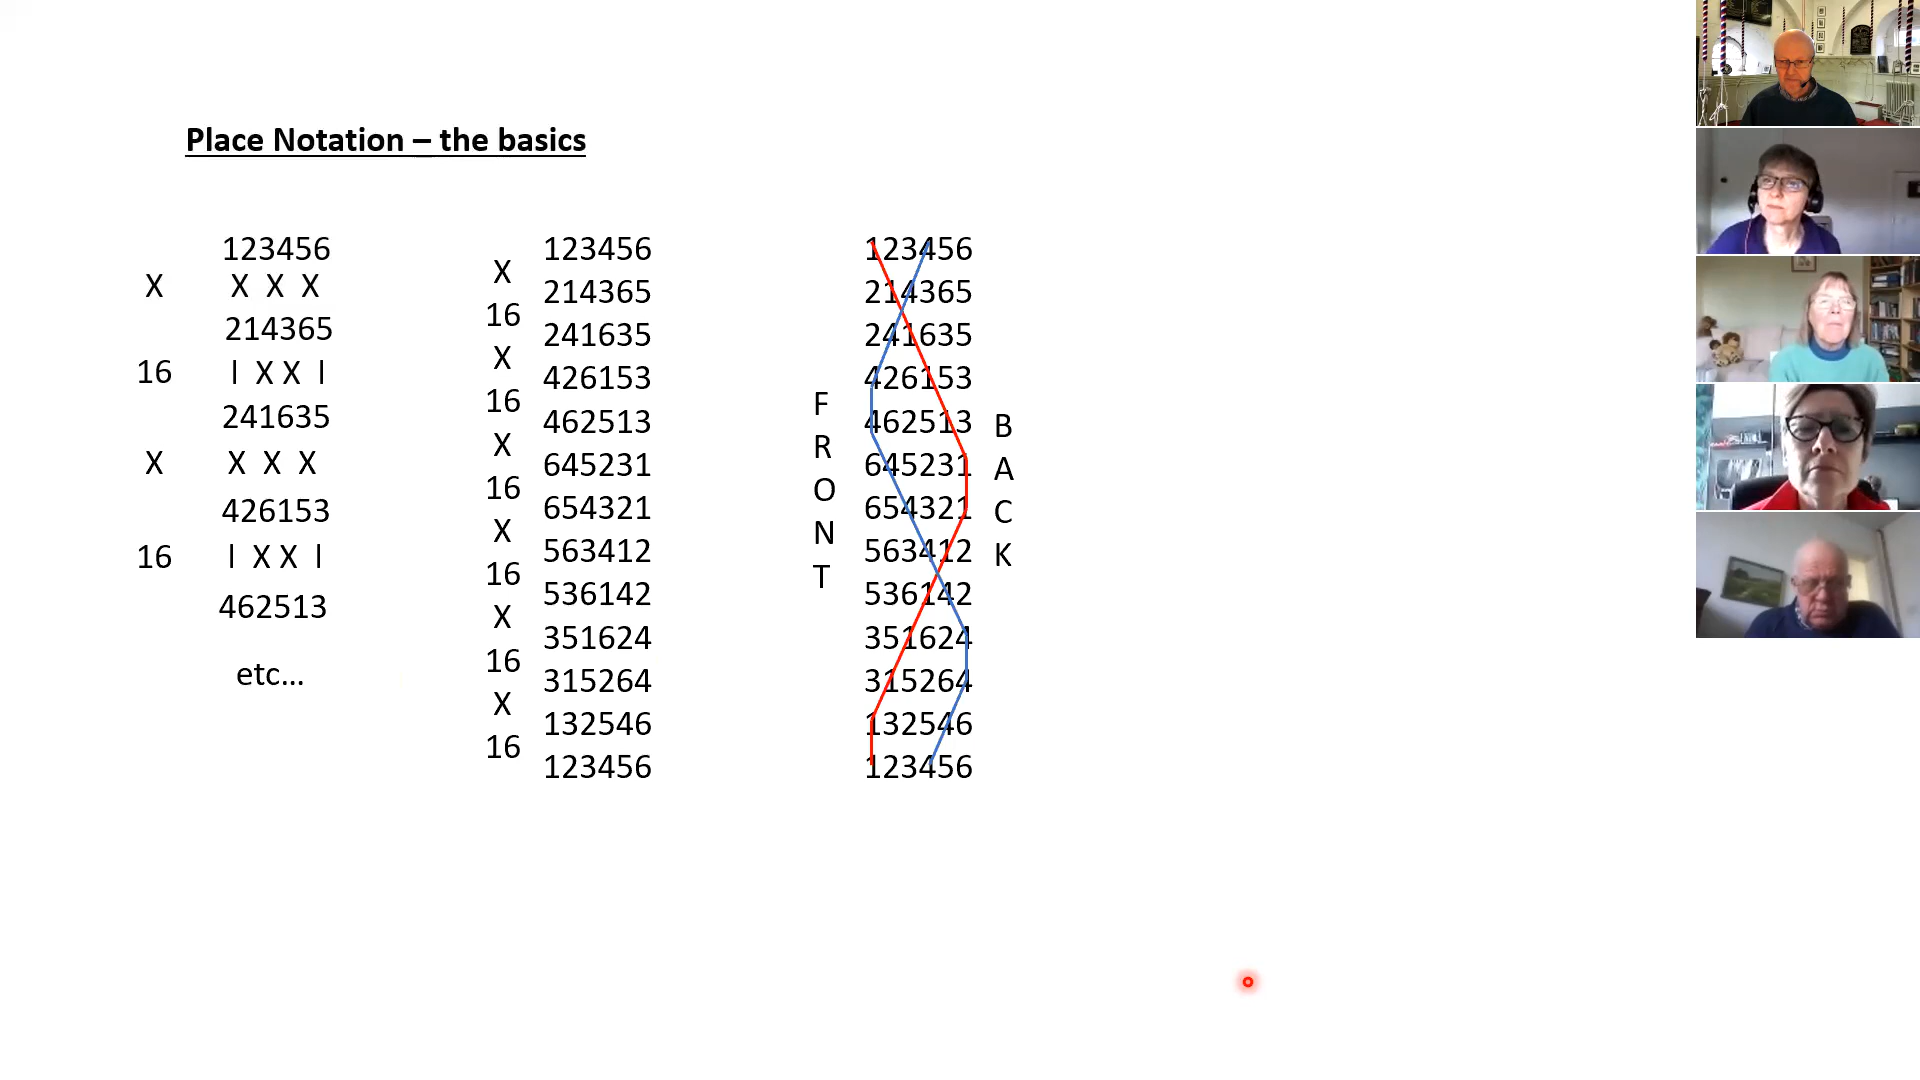 Place Notation – the basics
123456
X X X X
214365
16 I X X I
241635
X X X X
426153
16 I X X I
462513
etc...
123456
X
214365
16
241635
X
426153
16
462513
X
645231
16
654321
X
563412
16
536142
X
351624
16
315264
X
132546
16
123456
FRONT
123456
214365
241635
426153
462513
645231
654321
563412
536142
351624
315264
132546
123456
BACK